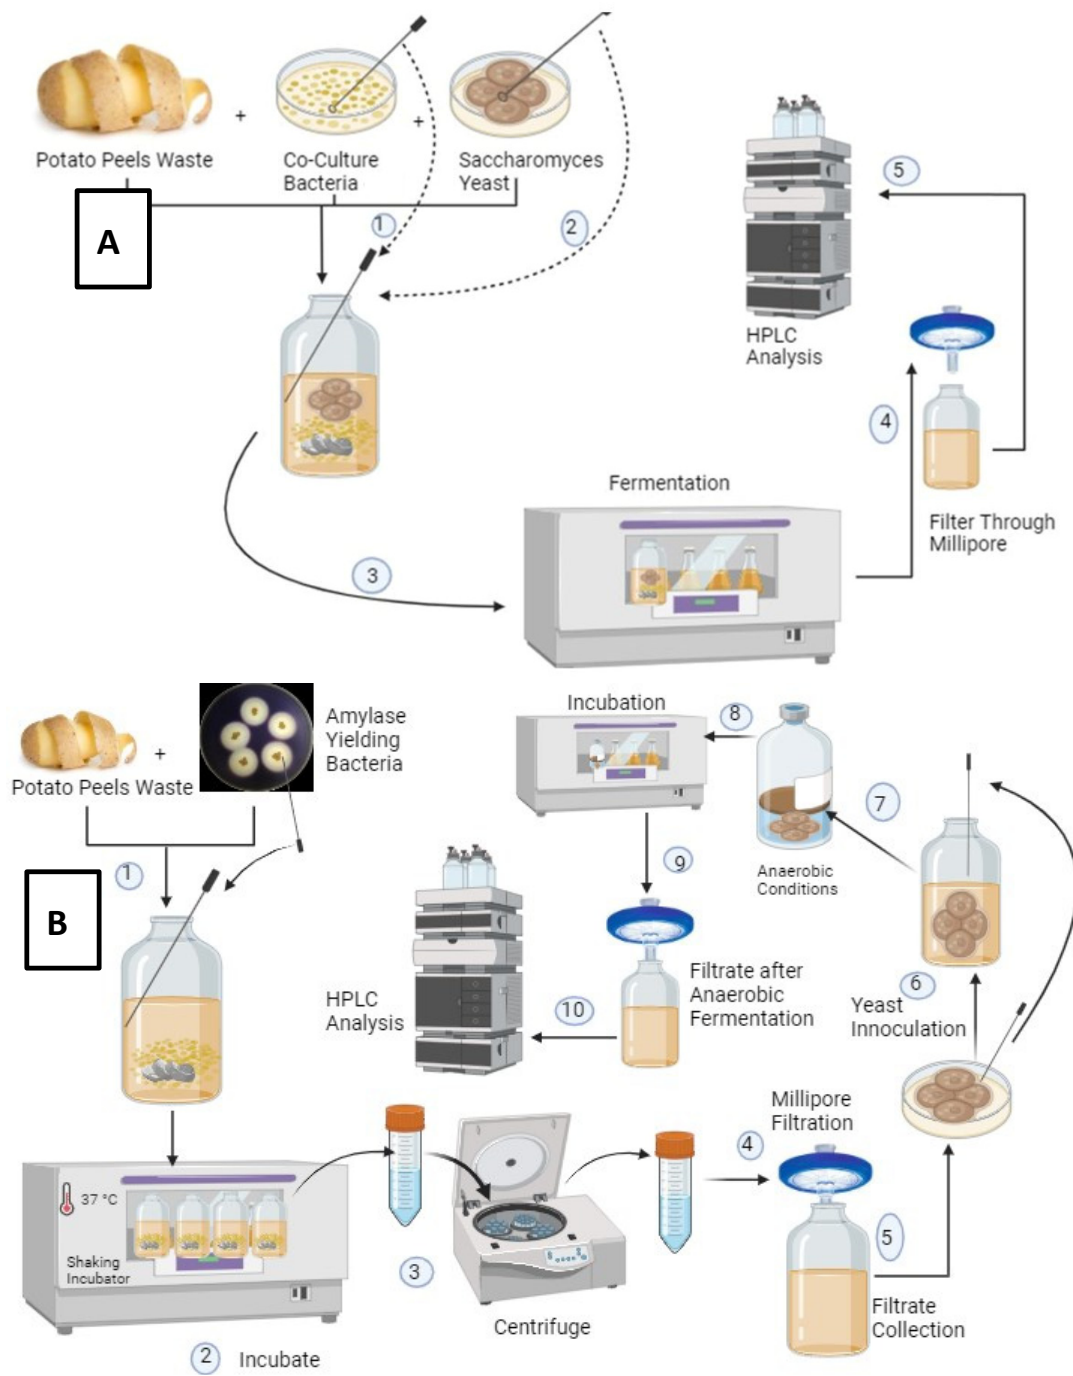 +
+
Potato Peels Waste
Co-Culture
Bacteria
Saccharomyces
Yeast
A
1
2
5
HPLC
Analysis
4
Filter Through
Millipore
Fermentation
3
Potato Peels Waste
+
Amylase
Yielding
Bacteria
1
B
37 °C
Shaking
Incubator
2
Incubate
3
Centrifuge
4
Millipore
Filtration
5
Filtrate
Collection
6
Yeast
Innoculation
7
Anaerobic
Conditions
8
Incubation
9
Filtrate after
Anaerobic
Fermentation
10
HPLC
Analysis